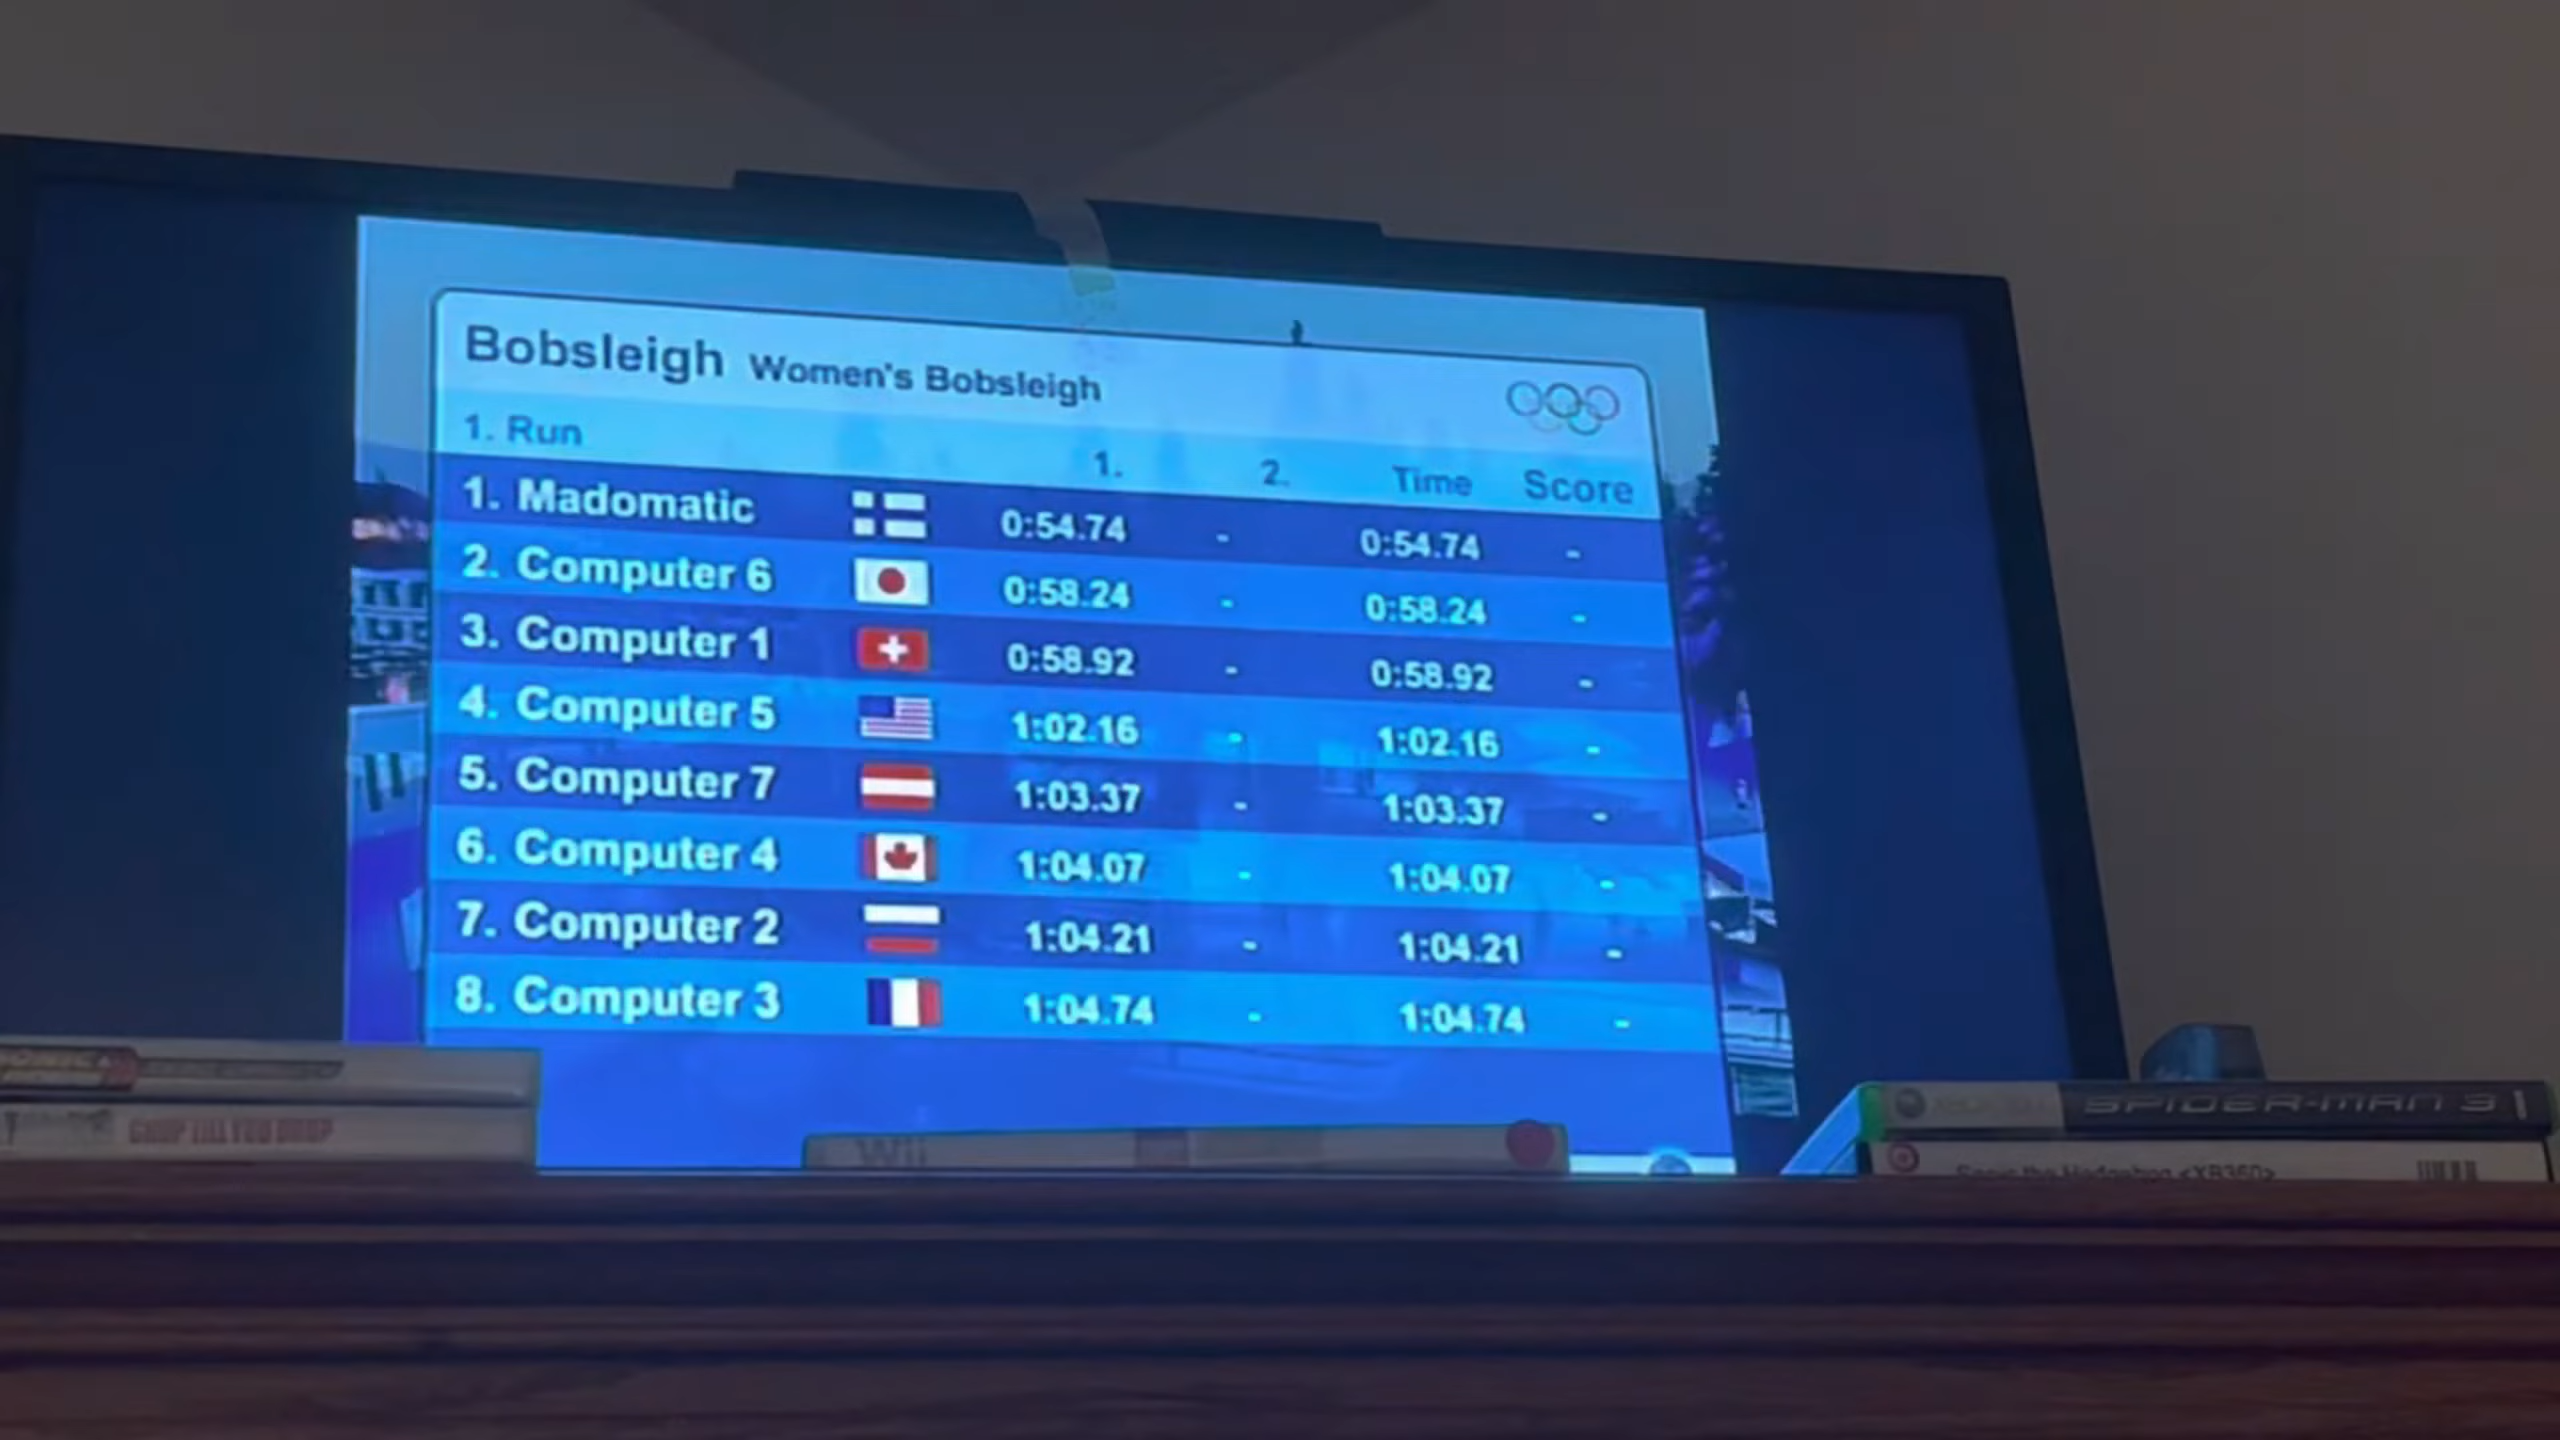 Bobsleigh Women's Bobsleigh
1. Run
1. 2. Time Score
1. Madomatic 0:54.74 - 0:54.74 -
2. Computer 6 0:58.24 - 0:58.24 -
3. Computer 1 0:58.92 - 0:58.92 -
4. Computer 5 1:02.16 - 1:02.16 -
5. Computer 7 1:03.37 - 1:03.37 -
6. Computer 4 1:04.07 - 1:04.07 -
7. Computer 2 1:04.21 - 1:04.21 -
8. Computer 3 1:04.74 - 1:04.74 -
SPIDER-MAN 3
Wii
the Hedgehog <XB360>